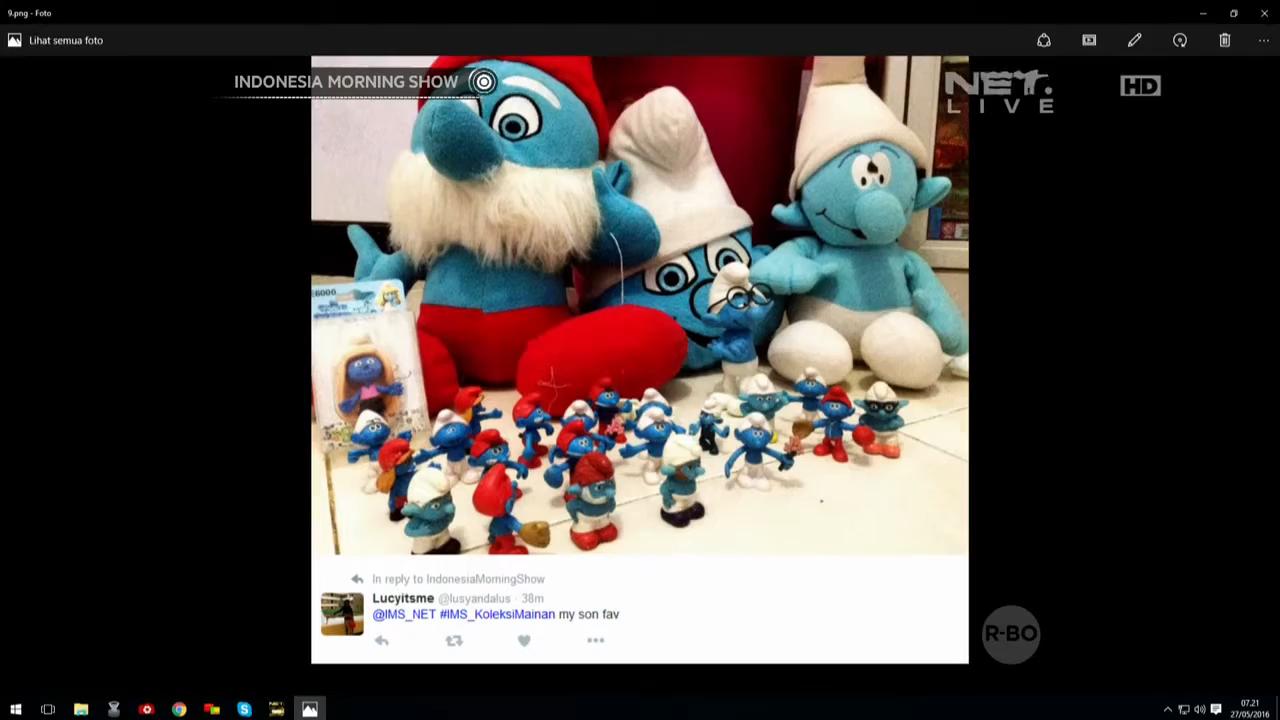 9.png - Foto
Lihat semua foto
INDONESIA MORNING SHOW
NET.
LIVE
HD
E6000
In reply to IndonesiaMorningShow
Lucyitsme @lusyandalus · 38m
@IMS_NET #IMS_KoleksiMainan my son fav
R-BO
07.21
27/05/2016